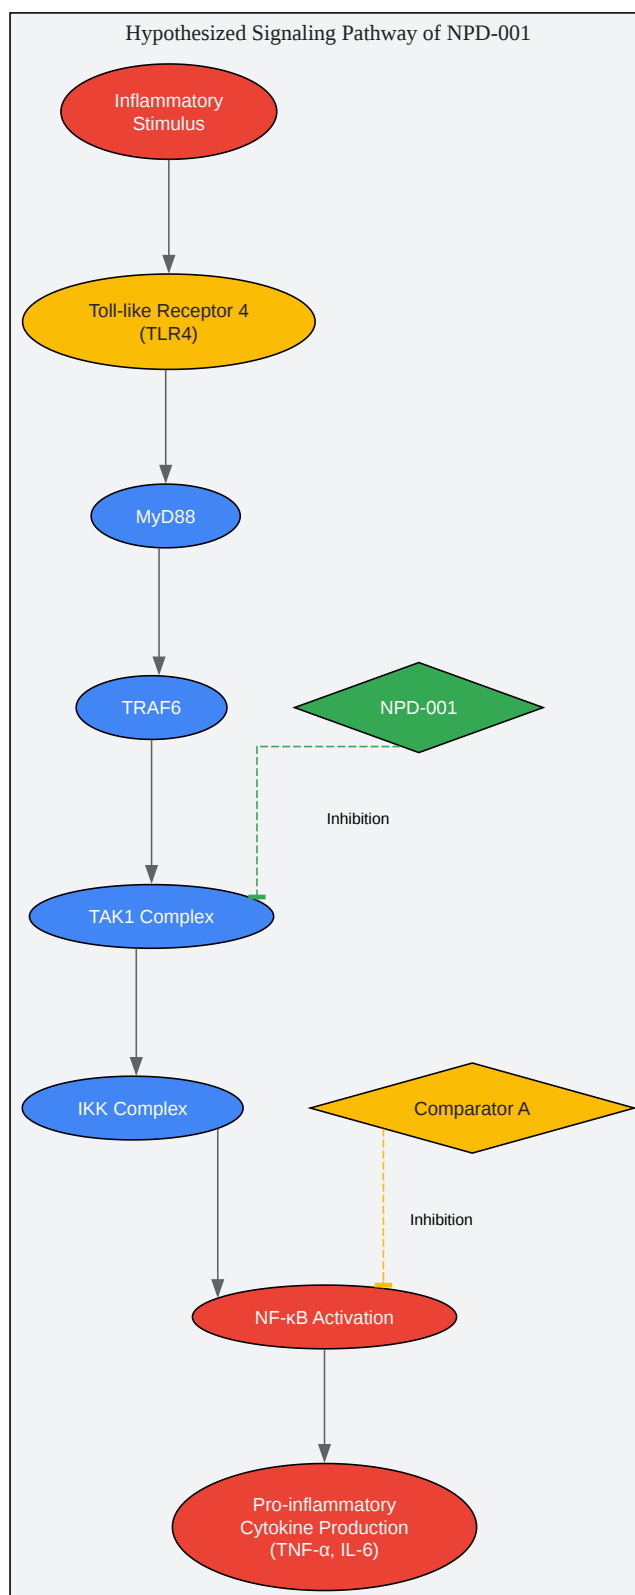 Hypothesized Signaling Pathway of NPD-001
Inflammatory
Stimulus
Toll-like Receptor 4
(TLR4)
MyD88
TRAF6
NPD-001
Inhibition
TAK1 Complex
IKK Complex
Comparator A
Inhibition
NF-κB Activation
Pro-inflammatory
Cytokine Production
(TNF-α, IL-6)